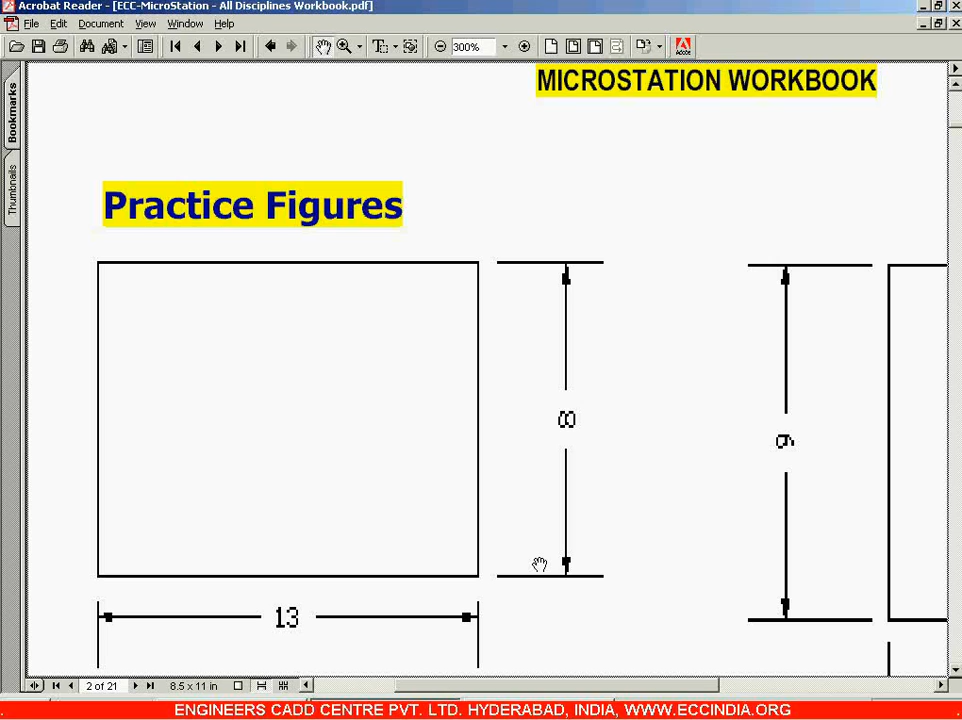 Acrobat Reader - [ECC-MicroStation - All Disciplines Workbook.pdf]
File Edit Document View Window Help
300%
Adobe
Bookmarks
Thumbnails
MICROSTATION WORKBOOK
Practice Figures
8
9
13
2 of 21
8.5 x 11 in
ENGINEERS CADD CENTRE PVT. LTD. HYDERABAD, INDIA, WWW.ECCINDIA.ORG